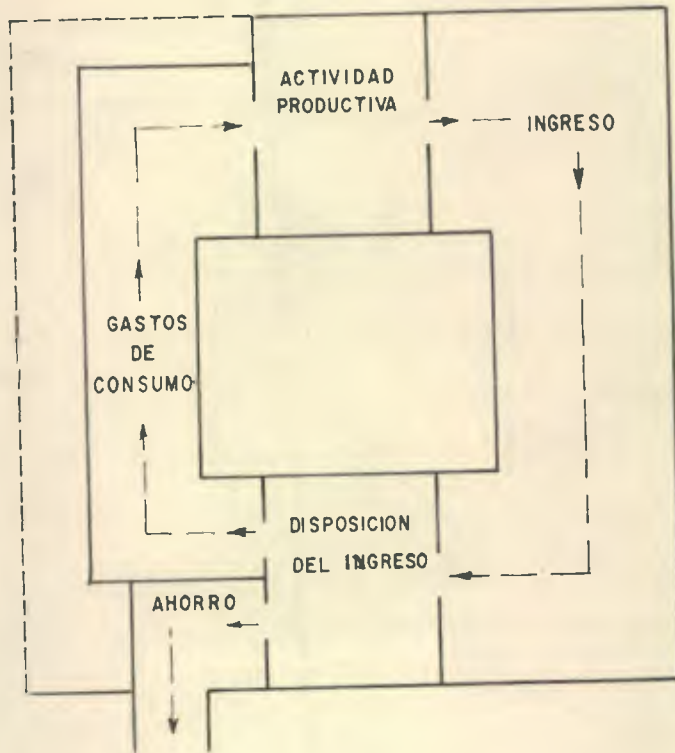 ACTIVIDAD
PRODUCTIVA
INGRESO
GASTOS
DE
CONSUMO
DISPOSICION
DEL INGRESO
AHORRO